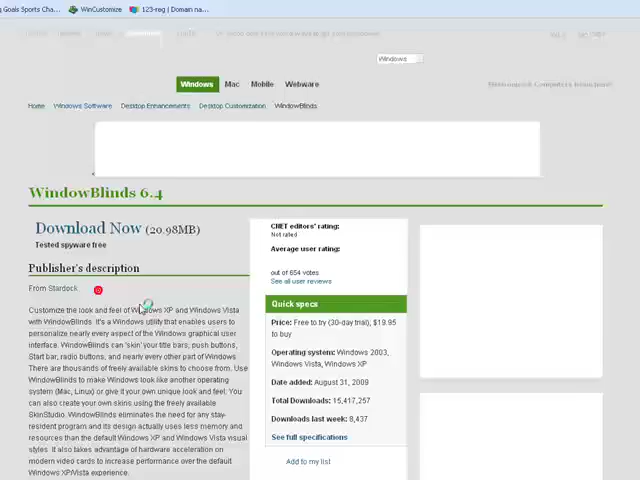 g Goals Sports Cha... WinCustomize 123-reg | Domain na...
Windows
Windows Mac Mobile Webware
Home Windows Software Desktop Enhancements Desktop Customization WindowBlinds
WindowBlinds 6.4
Download Now (20.98MB)
Tested spyware free
Publisher's description
From Stardock
Customize the look and feel of Windows XP and Windows Vista
with WindowBlinds. It's a Windows utility that enables users to
personalize nearly every aspect of the Windows graphical user
interface. WindowBlinds can 'skin' your title bars, push buttons,
Start bar, radio buttons, and nearly every other part of Windows.
There are thousands of freely available skins to choose from. Use
WindowBlinds to make Windows look like another operating
system (Mac, Linux) or give it your own unique look and feel; You
can also create your own skins using the freely available
SkinStudio. WindowBlinds eliminates the need for any stay-
resident program and its design actually uses less memory and
resources than the default Windows XP and Windows Vista visual
styles. It also takes advantage of hardware acceleration on
modern video cards to increase performance over the default
Windows XP/Vista experience.
CNET editors' rating:
Not rated
Average user rating:
out of 654 votes
See all user reviews
Quick specs
Price: Free to try (30-day trial), $19.95
to buy
Operating system: Windows 2003,
Windows Vista, Windows XP
Date added: August 31, 2009
Total Downloads: 15,417,257
Downloads last week: 8,437
See full specifications
Add to my list